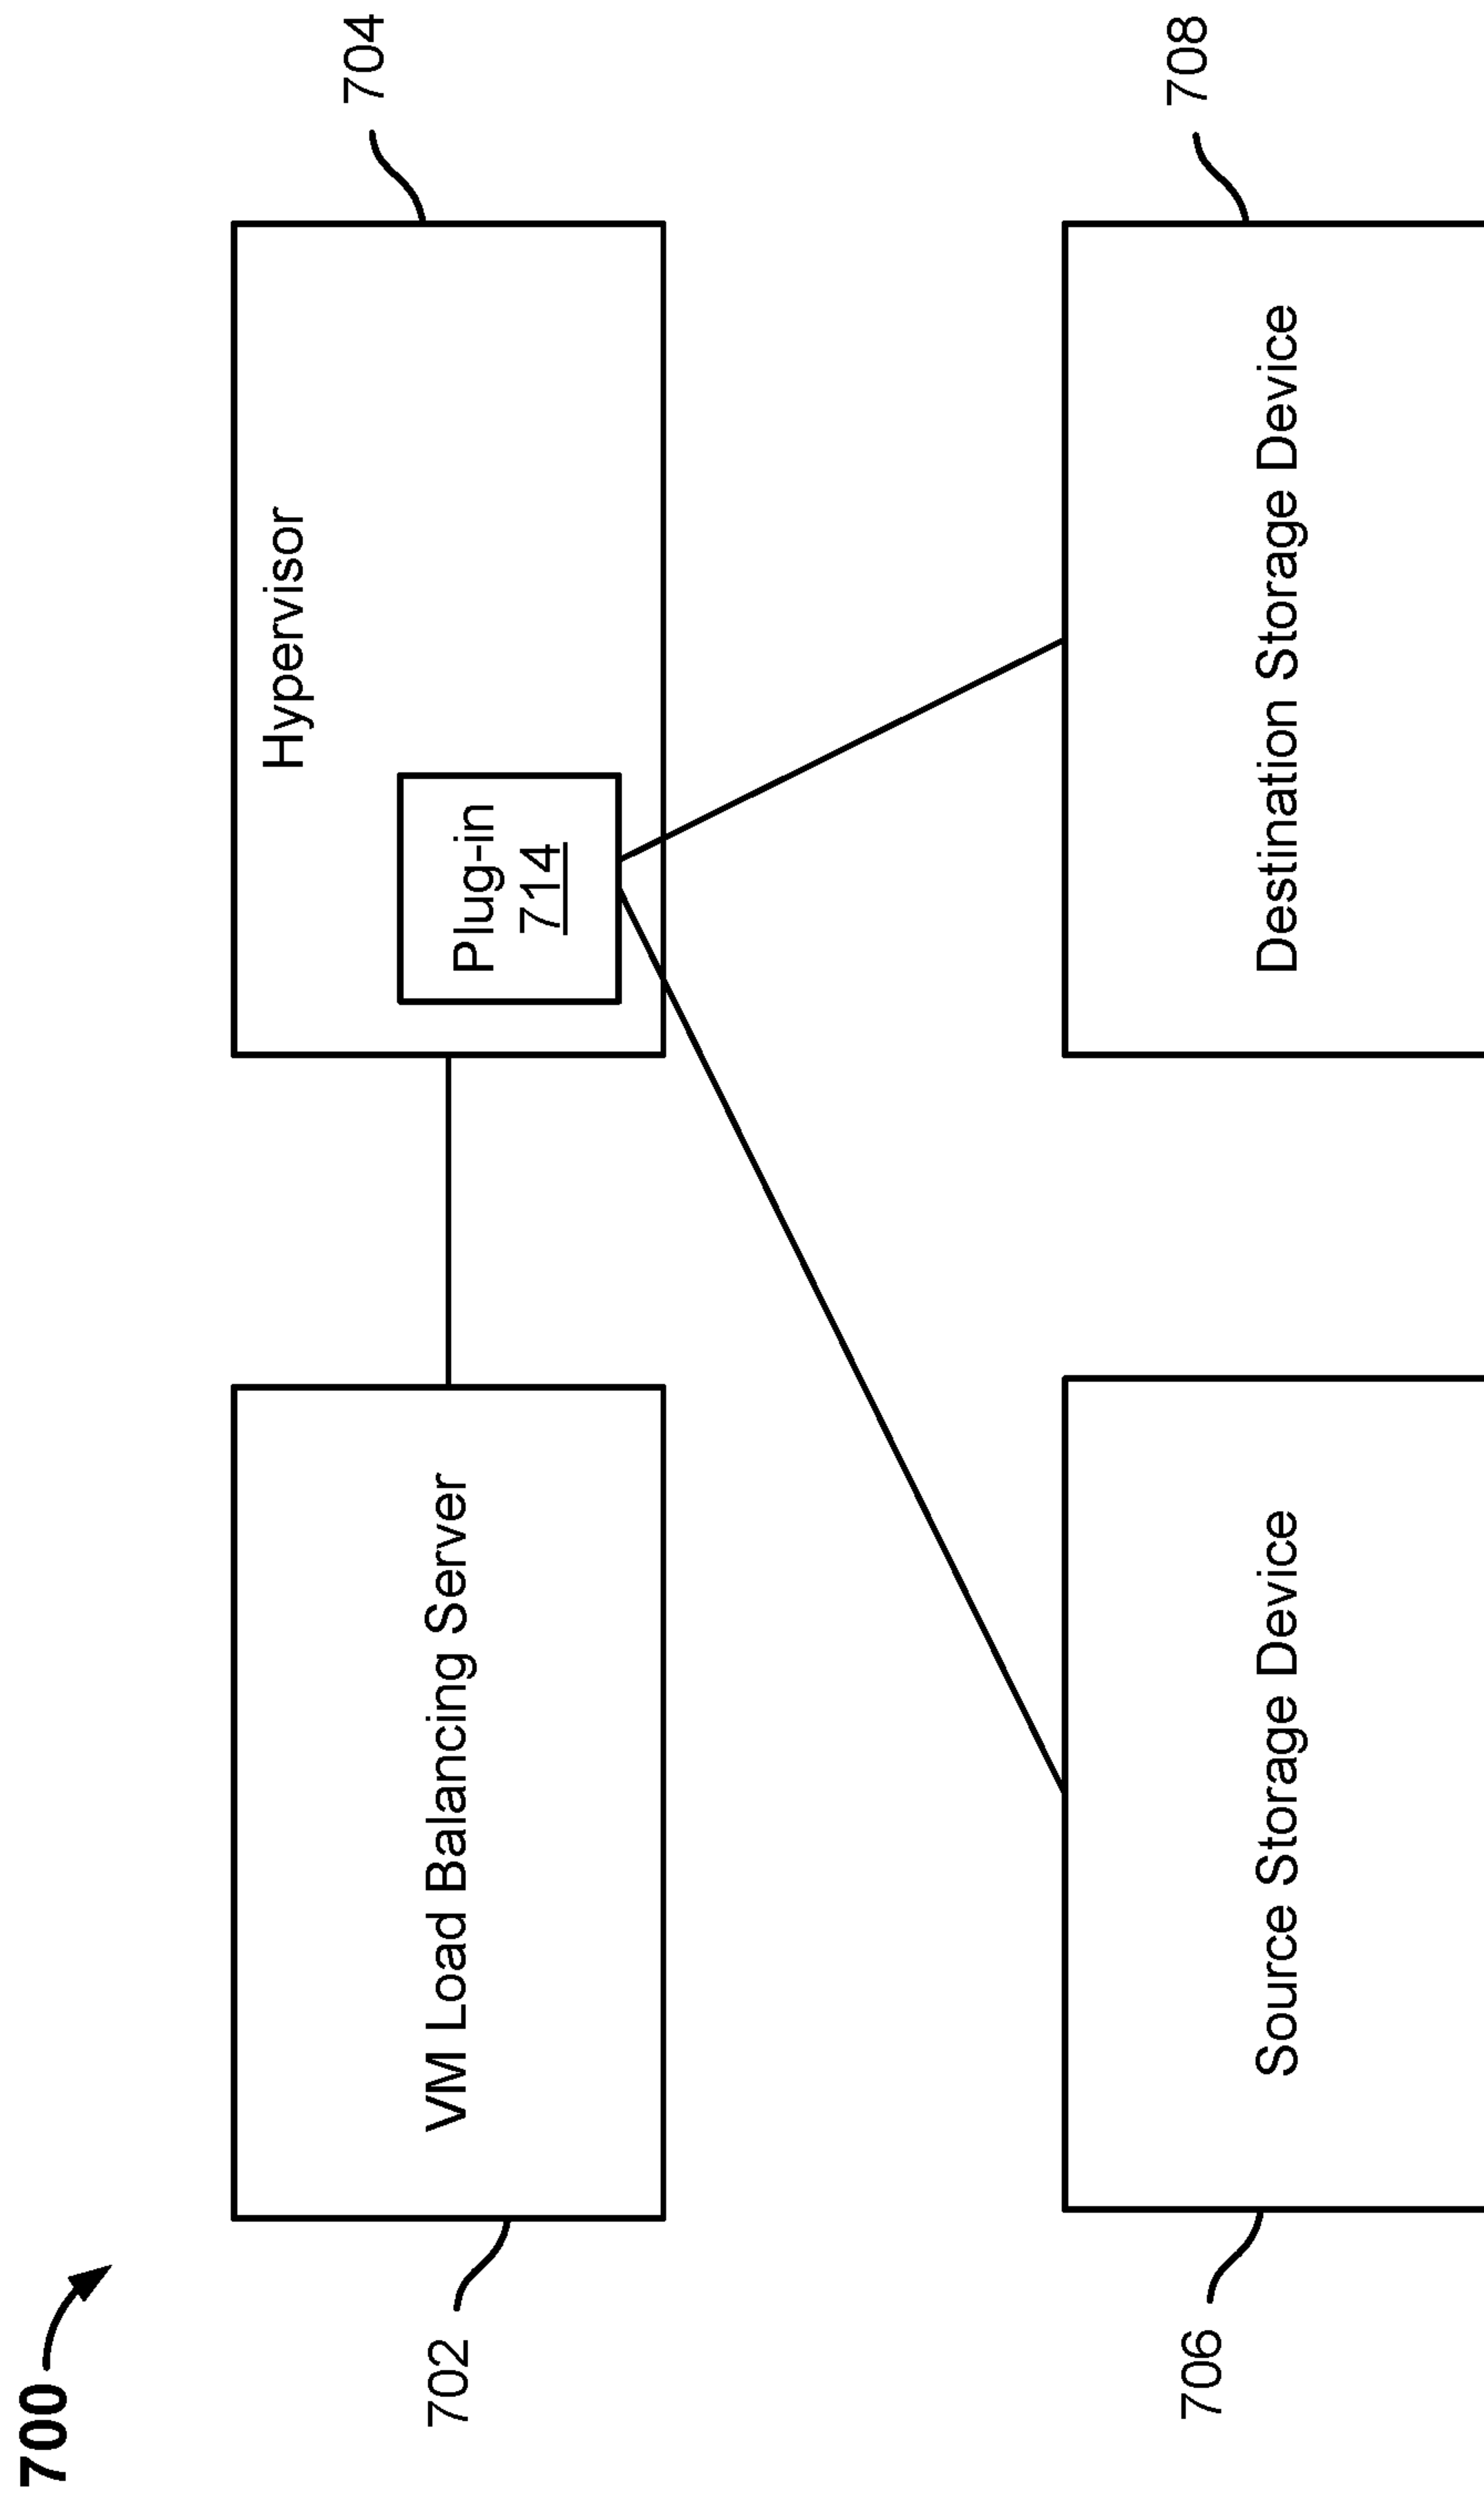 700
702
VM Load Balancing Server
Hypervisor
Plug-in
714
704
706
Source Storage Device
Destination Storage Device
708